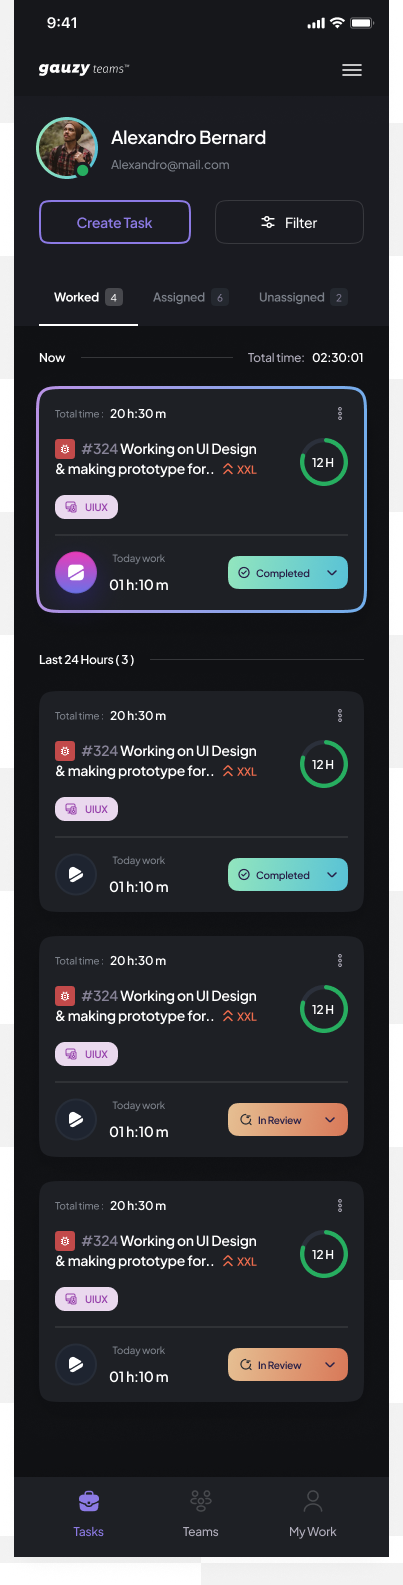 9:41
gauzy teams™
Alexandro Bernard
Alexandro@mail.com
Create Task
Filter
Worked 4 Assigned 6 Unassigned 2
Now Total time: 02:30:01
Total time : 20 h:30 m
#324 Working on UI Design
& making prototype for.. XXL
12 H
UIUX
Today work
01 h:10 m
Completed
Last 24 Hours ( 3 )
Total time : 20 h:30 m
#324 Working on UI Design
& making prototype for.. XXL
12 H
UIUX
Today work
01 h:10 m
Completed
Total time : 20 h:30 m
#324 Working on UI Design
& making prototype for.. XXL
12 H
UIUX
Today work
01 h:10 m
In Review
Total time : 20 h:30 m
#324 Working on UI Design
& making prototype for.. XXL
12 H
UIUX
Today work
01 h:10 m
In Review
Tasks Teams My Work